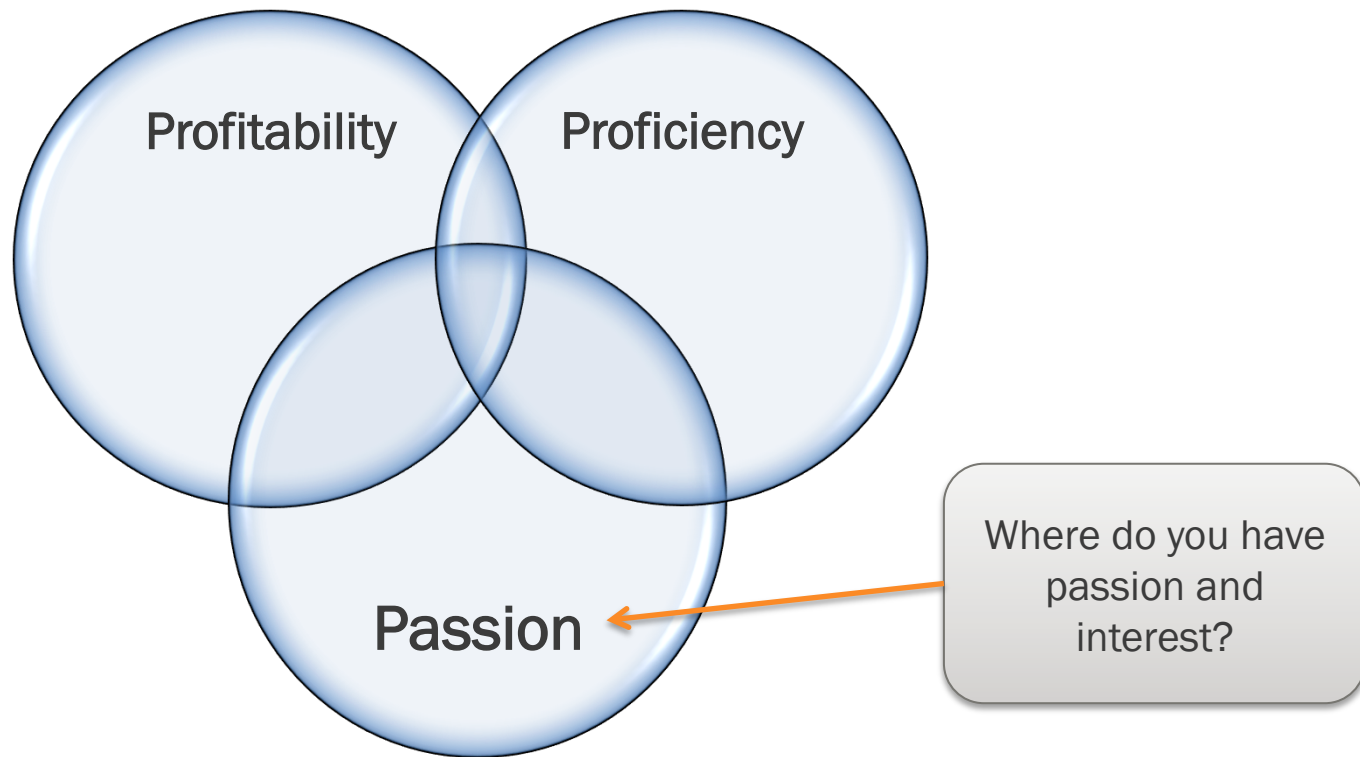 Profitability
Proficiency
Passion
Where do you have
passion and
interest?